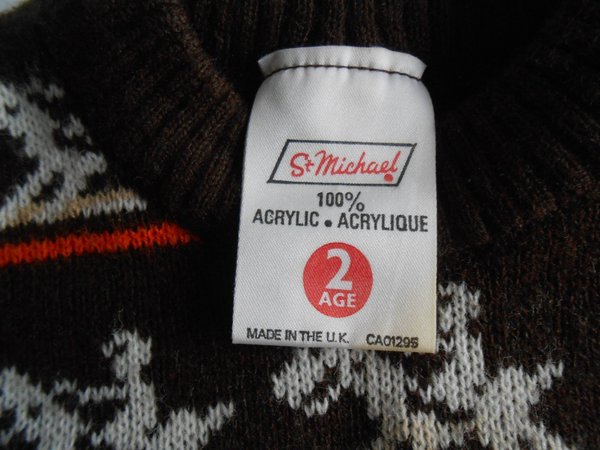 St Michael
100%
ACRYLIC • ACRYLIQUE
2
AGE
MADE IN THE U.K. CA01295